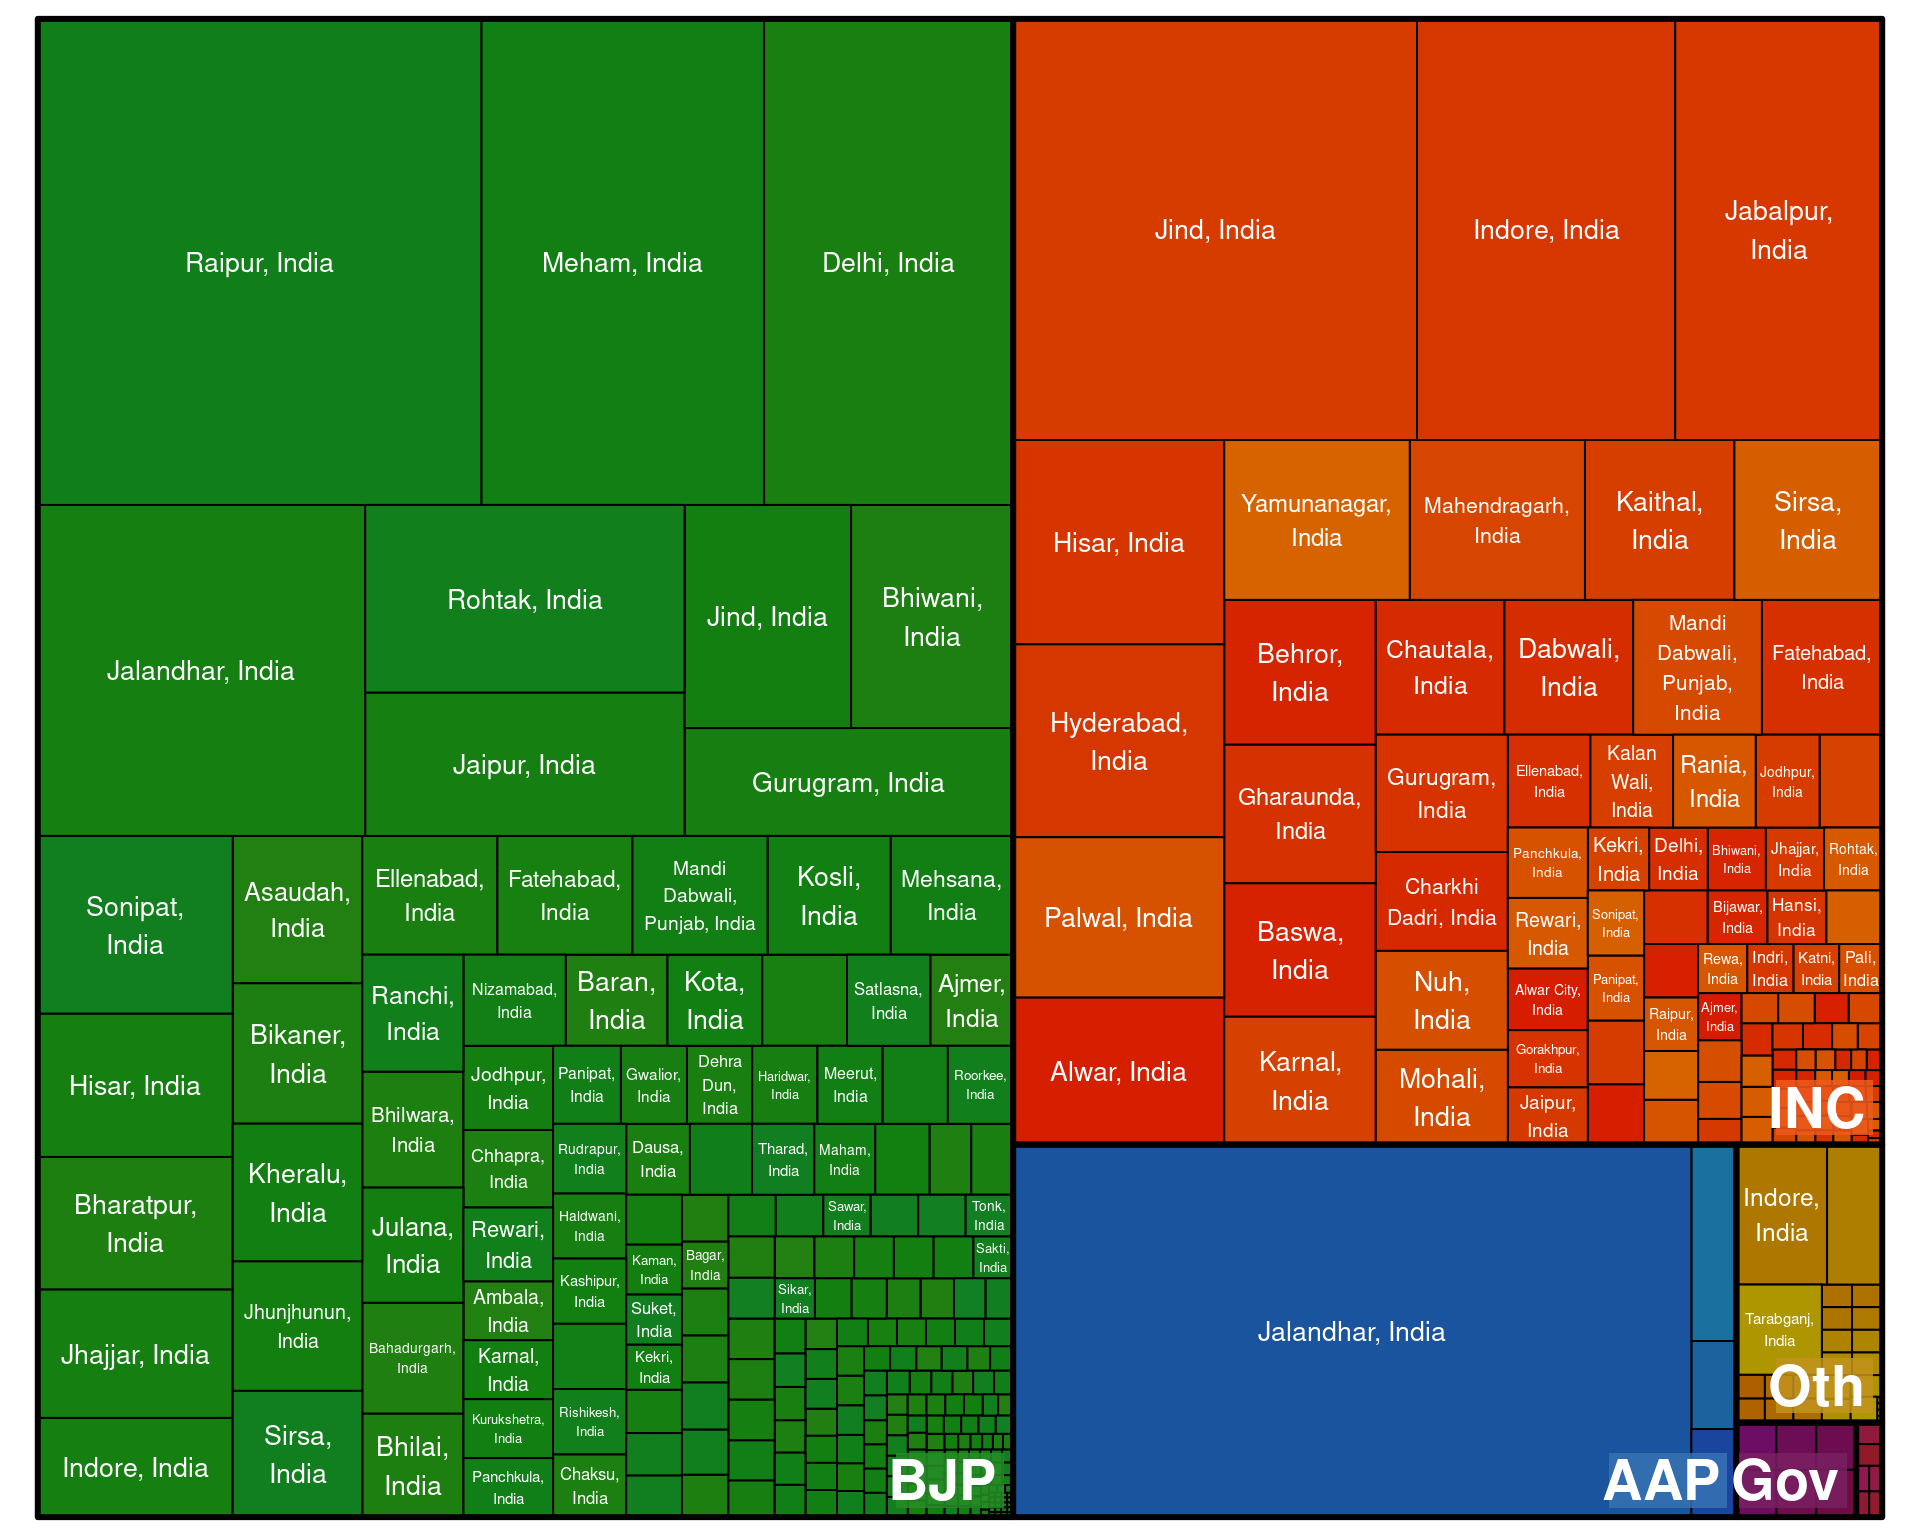 Raipur, India
Meham, India
Delhi, India
Jalandhar, India
Rohtak, India
Jaipur, India
Jind, India
Bhiwani,
India
Gurugram, India
Sonipat,
India
Hisar, India
Bharatpur,
India
Jhajjar, India
Indore, India
Asaudah,
India
Bikaner,
India
Kheralu,
India
Jhunjhunun,
India
Sirsa,
India
Ellenabad,
India
Fatehabad,
India
Mandi
Dabwali,
Punjab, India
Kosli,
India
Mehsana,
India
Ranchi,
India
Bhilwara,
India
Julana,
India
Bahadurgarh,
India
Bhilai,
India
Nizamabad,
India
Baran,
India
Kota,
India
Satlasna,
India
Ajmer,
India
Jodhpur,
India
Chhapra,
India
Rewari,
India
Ambala,
India
Karnal,
India
Kurukshetra,
India
Panchkula,
India
Panipat,
India
Gwalior,
India
Dehra
Dun,
India
Haridwar,
India
Meerut,
India
Roorkee,
India
Rudrapur,
India
Haldwani,
India
Kashipur,
India
Rishikesh,
India
Chaksu,
India
Dausa,
India
Tharad,
India
Maham,
India
Kaman,
India
Suket,
India
Kekri,
India
Bagar,
India
Sawar,
India
Tonk,
India
Sakti,
India
Sikar,
India
BJP
Jind, India
Indore, India
Jabalpur,
India
Hisar, India
Hyderabad,
India
Palwal, India
Alwar, India
Yamunanagar,
India
Mahendragarh,
India
Kaithal,
India
Sirsa,
India
Behror,
India
Gharaunda,
India
Baswa,
India
Karnal,
India
Chautala,
India
Dabwali,
India
Mandi
Dabwali,
Punjab,
India
Fatehabad,
India
Gurugram,
India
Charkhi
Dadri, India
Nuh,
India
Mohali,
India
Ellenabad,
India
Kalan
Wali,
India
Rania,
India
Jodhpur,
India
Panchkula,
India
Rewari,
India
Alwar City,
India
Gorakhpur,
India
Jaipur,
India
Kekri,
India
Delhi,
India
Bhiwani,
India
Jhajjar,
India
Rohtak,
India
Sonipat,
India
Panipat,
India
Bijawar,
India
Hansi,
India
Rewa,
India
Indri,
India
Katni,
India
Pali,
India
Raipur,
India
Ajmer,
India
INC
Jalandhar, India
AAP
Indore,
India
Tarabganj,
India
Oth
Gov